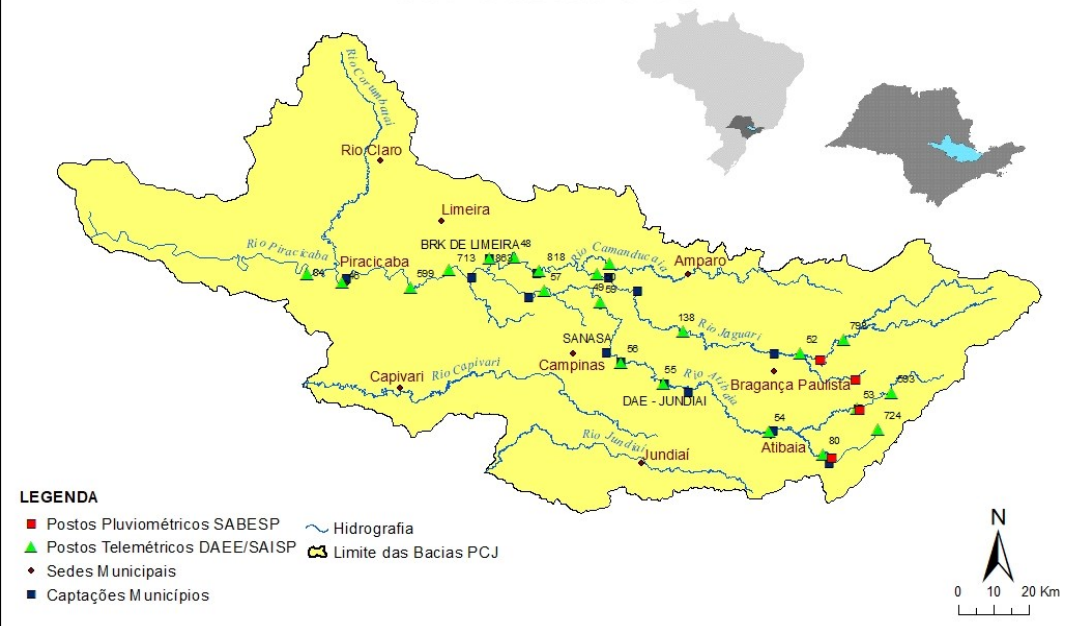 Rio Corumbataí
Rio Claro
Limeira
BRK DE LIMEIRA
48
Rio Camanducaia
Rio Piracicaba
Piracicaba
713
818
Amparo
84
599
57
49
59
138
Rio Jaguari
SANASA
52
Campinas
56
Capivari
Rio Capivari
55
Rio Atibaia
Bragança Paulista
DAE - JUNDIAI
53
54
724
Rio Jundiaí
Atibaia
80
Jundiaí
LEGENDA
Postos Pluviométricos SABESP
Hidrografia
Postos Telemétricos DAEE/SAISP
Limite das Bacias PCJ
Sedes Municipais
Captações Municípios
N
0 10 20 Km